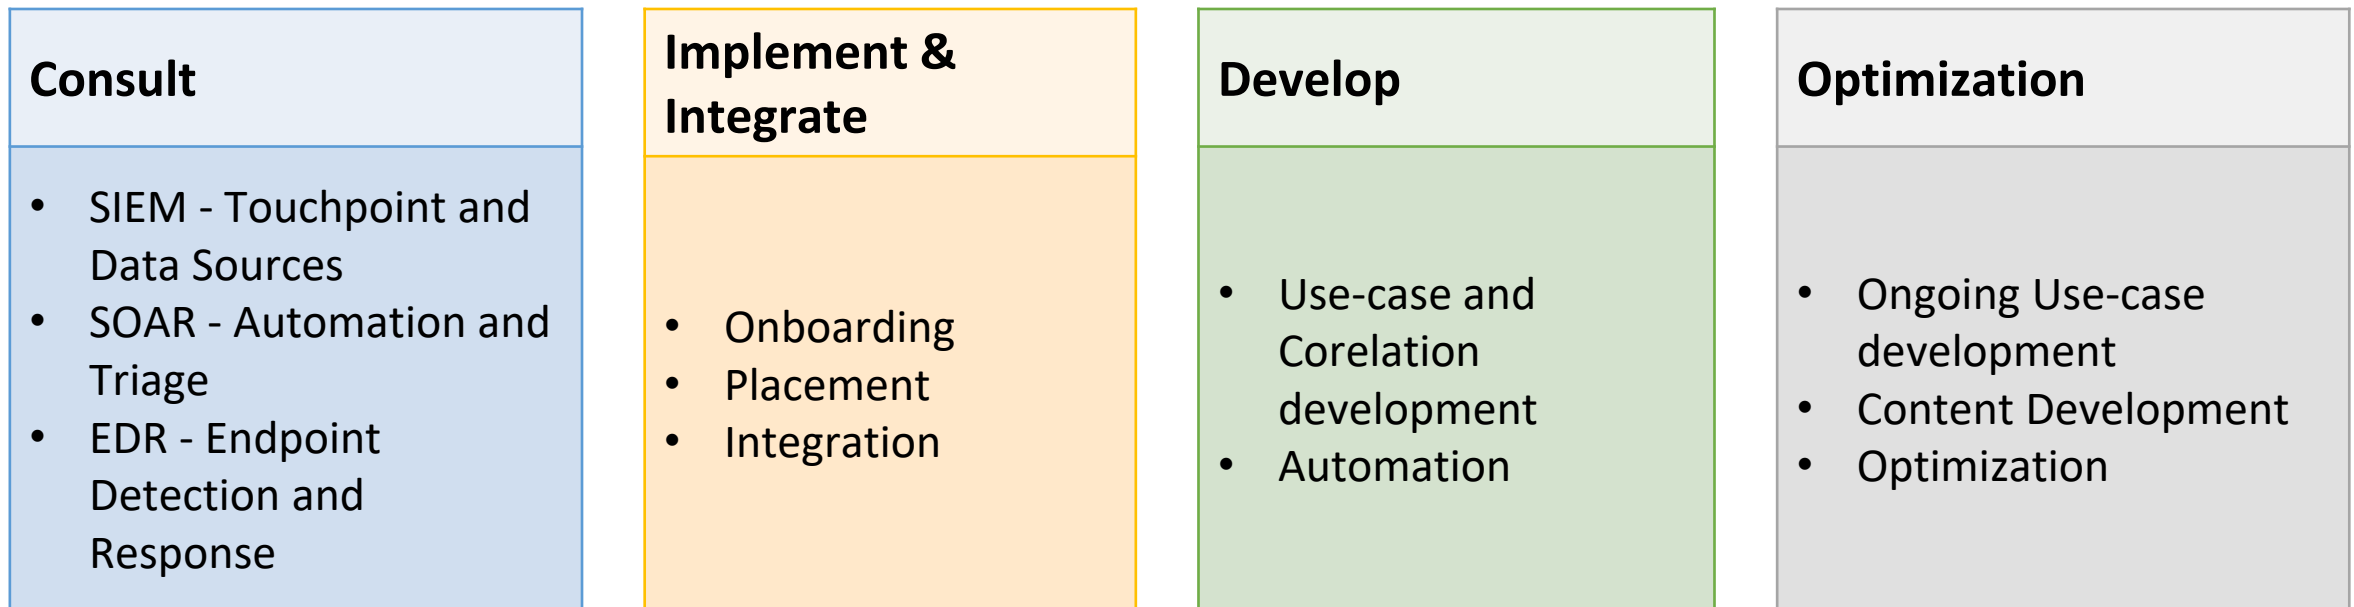 Consult
• SIEM - Touchpoint and
Data Sources
• SOAR - Automation and
Triage
• EDR - Endpoint
Detection and
Response
Implement &
Integrate
• Onboarding
• Placement
• Integration
Develop
• Use-case and
Corelation
development
• Automation
Optimization
• Ongoing Use-case
development
• Content Development
• Optimization